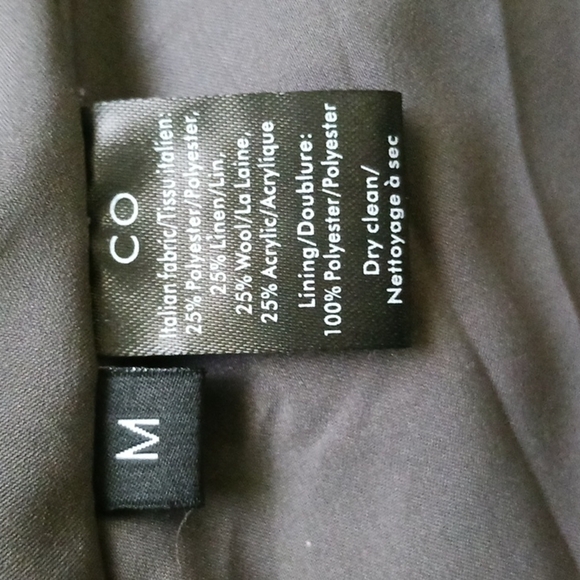 CO
Italian fabric/Tissu italien:
25% Polyester/Polyester,
25% Linen/Lin,
25% Wool/La Laine,
25% Acrylic/Acrylique
Lining/Doublure:
100% Polyester/Polyester
Dry clean/
Nettoyage à sec
M